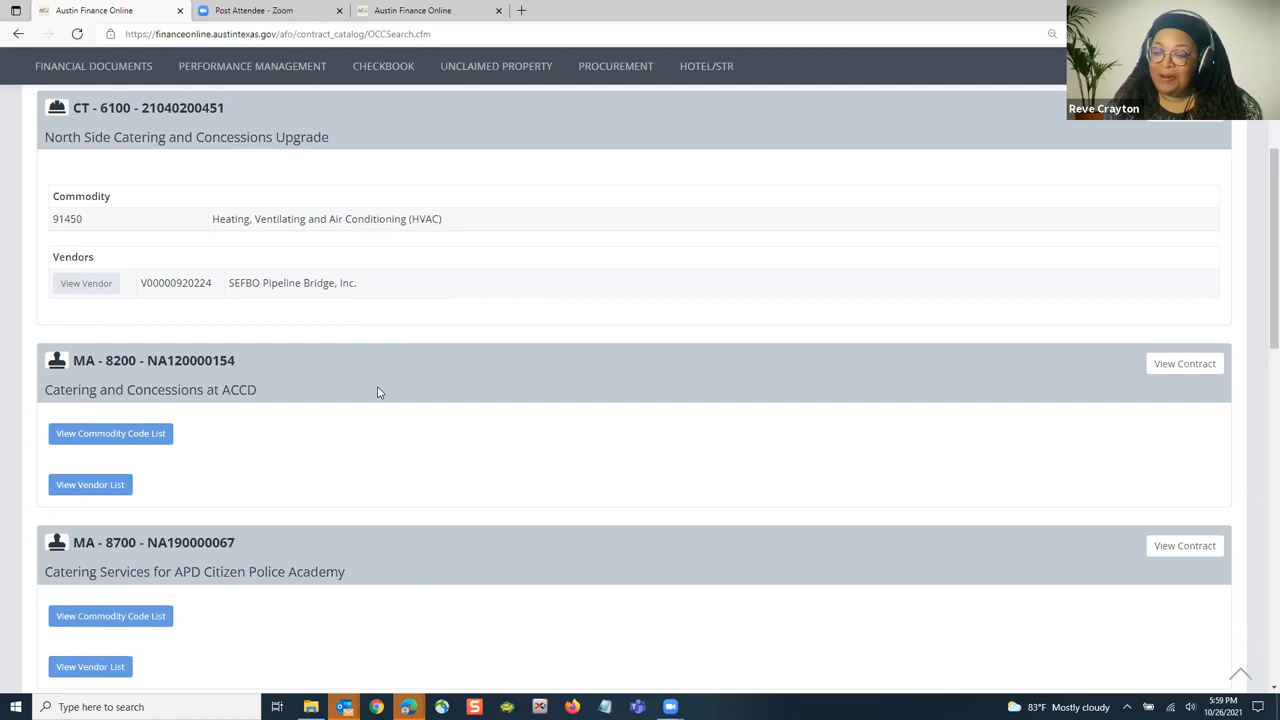 Austin Finance Online
Post Attendee - Zoom
Austin Finance Online
https://financeonline.austintexas.gov/afo/contract_catalog/OCCSearch.cfm
FINANCIAL DOCUMENTS
PERFORMANCE MANAGEMENT
CHECKBOOK
UNCLAIMED PROPERTY
PROCUREMENT
HOTEL/STR
Reve Crayton
CT - 6100 - 21040200451
North Side Catering and Concessions Upgrade
Commodity
91450 Heating, Ventilating and Air Conditioning (HVAC)
Vendors
View Vendor V00000920224 SEFBO Pipeline Bridge, Inc.
MA - 8200 - NA120000154
View Contract
Catering and Concessions at ACCD
View Commodity Code List
View Vendor List
MA - 8700 - NA190000067
View Contract
Catering Services for APD Citizen Police Academy
View Commodity Code List
View Vendor List
Type here to search
S
83°F Mostly cloudy
5:59 PM
10/26/2021